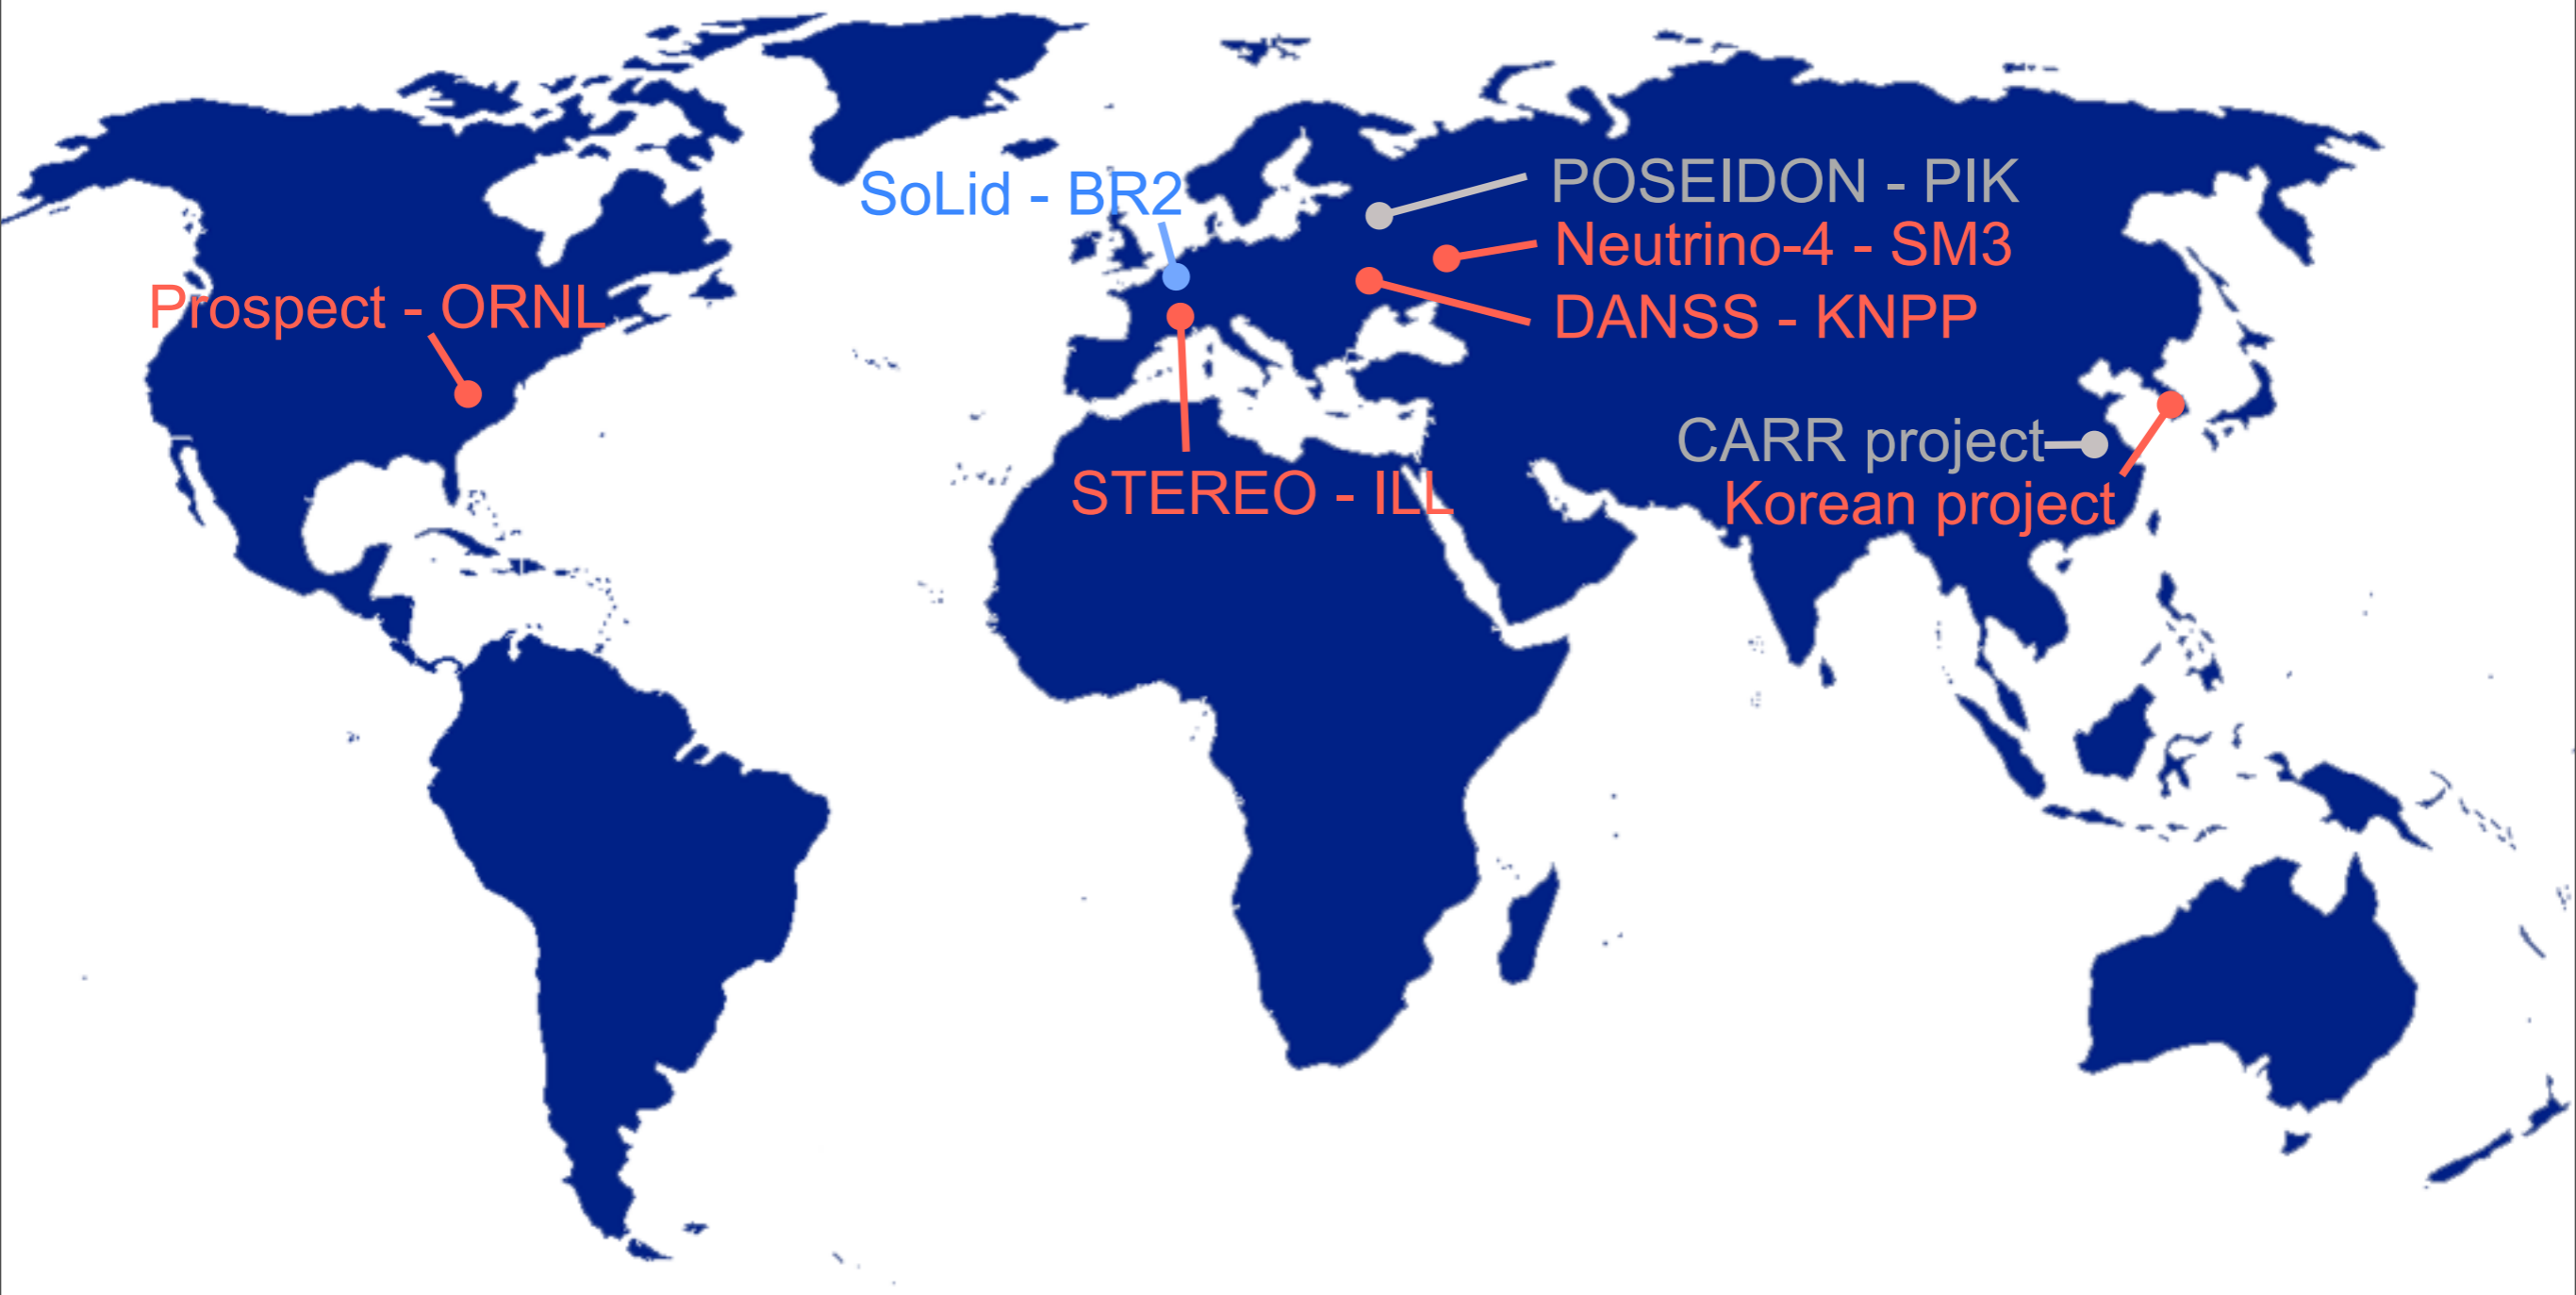 POSEIDON - PIK
SoLid - BR2
Neutrino-4 - SM3
Prospect - ORNL
DANSS - KNPP
CARR project
STEREO - ILL
Korean project